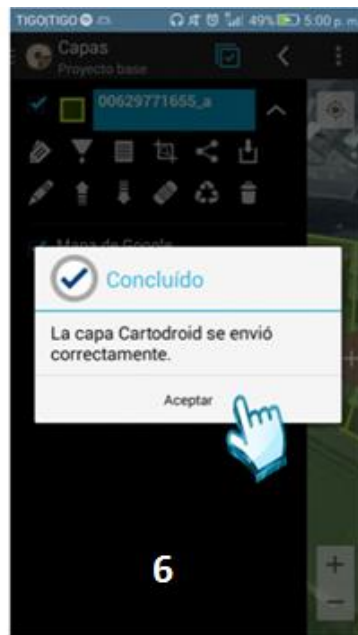 TIGO|TIGO 49% 5:00 p. m.
Capas
Proyecto base
00629771655_a
Mapa de Google
Concluído
La capa Cartodroid se envió
correctamente.
Aceptar
6